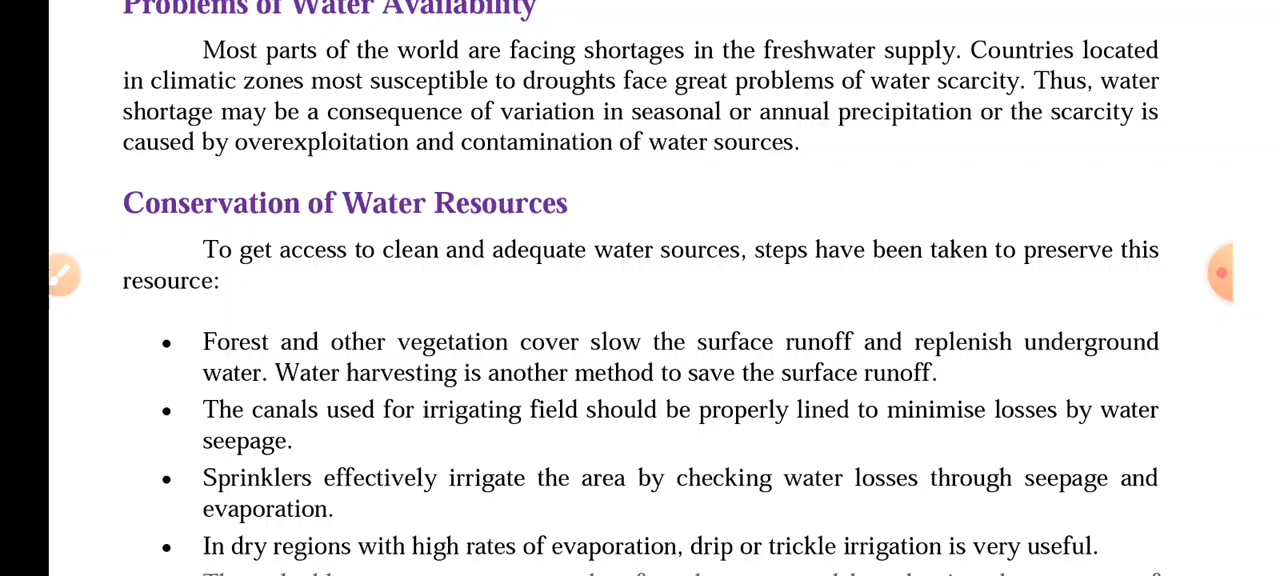 Problems of Water Availability
Most parts of the world are facing shortages in the freshwater supply. Countries located
in climatic zones most susceptible to droughts face great problems of water scarcity. Thus, water
shortage may be a consequence of variation in seasonal or annual precipitation or the scarcity is
caused by overexploitation and contamination of water sources.
Conservation of Water Resources
To get access to clean and adequate water sources, steps have been taken to preserve this
resource:
• Forest and other vegetation cover slow the surface runoff and replenish underground
water. Water harvesting is another method to save the surface runoff.
• The canals used for irrigating field should be properly lined to minimise losses by water
seepage.
• Sprinklers effectively irrigate the area by checking water losses through seepage and
evaporation.
• In dry regions with high rates of evaporation, drip or trickle irrigation is very useful.